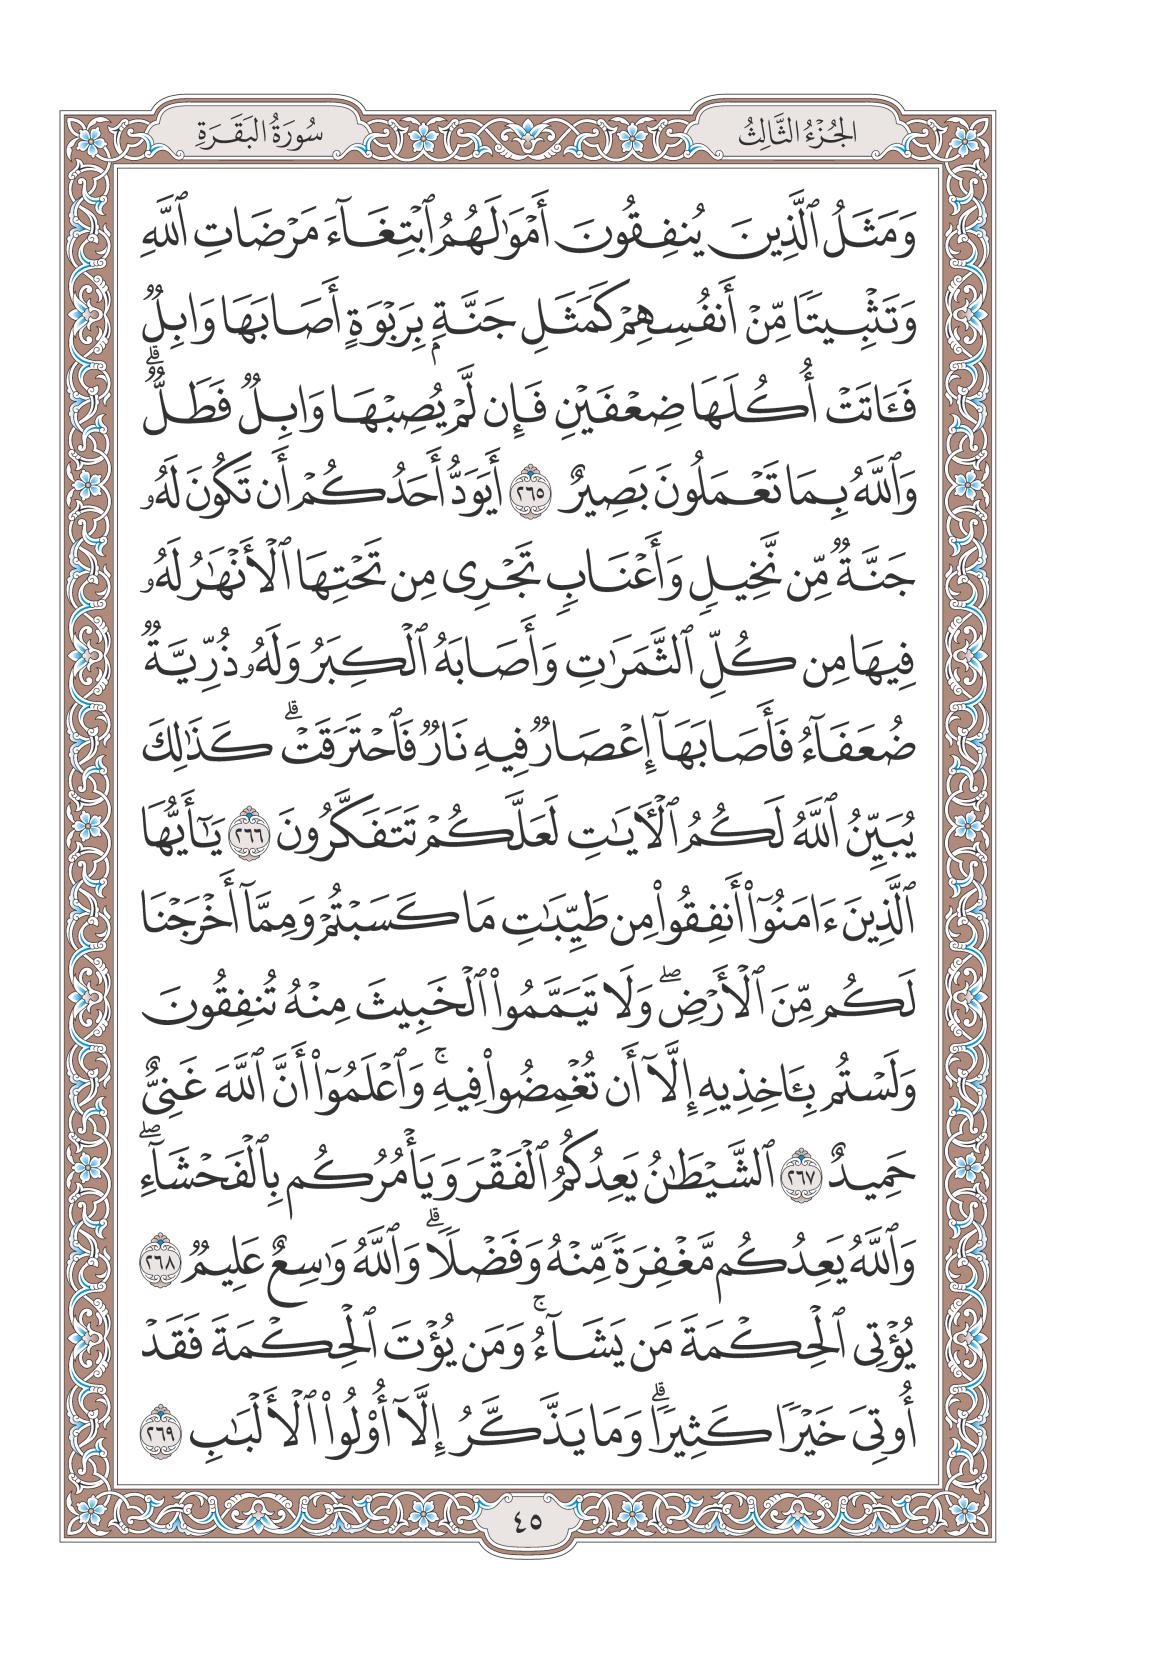 الجُزْءُ الثَّالِثُ
سُورَةُ البَقَرَةِ
وَمَثَلُ ٱلَّذِينَ يُنفِقُونَ أَمْوَٰلَهُمُ ٱبْتِغَآءَ مَرْضَاتِ ٱللَّهِ
وَتَثْبِيتًا مِّنْ أَنفُسِهِمْ كَمَثَلِ جَنَّةٍۭ بِرَبْوَةٍ أَصَابَهَا وَابِلٌ
فَـَٔاتَتْ أُكُلَهَا ضِعْفَيْنِ فَإِن لَّمْ يُصِبْهَا وَابِلٌ فَطَلٌّ ۗ
وَٱللَّهُ بِمَا تَعْمَلُونَ بَصِيرٌ ٢٦٥ أَيَوَدُّ أَحَدُكُمْ أَن تَكُونَ لَهُۥ
جَنَّةٌ مِّن نَّخِيلٍ وَأَعْنَابٍ تَجْرِى مِن تَحْتِهَا ٱلْأَنْهَٰرُ لَهُۥ
فِيهَا مِن كُلِّ ٱلثَّمَرَٰتِ وَأَصَابَهُ ٱلْكِبَرُ وَلَهُۥ ذُرِّيَّةٌ
ضُعَفَآءُ فَأَصَابَهَآ إِعْصَارٌ فِيهِ نَارٌ فَٱحْتَرَقَتْ ۗ كَذَٰلِكَ
يُبَيِّنُ ٱللَّهُ لَكُمُ ٱلْـَٔايَٰتِ لَعَلَّكُمْ تَتَفَكَّرُونَ ٢٦٦ يَٰٓأَيُّهَا
ٱلَّذِينَ ءَامَنُوٓا۟ أَنفِقُوا۟ مِن طَيِّبَٰتِ مَا كَسَبْتُمْ وَمِمَّآ أَخْرَجْنَا
لَكُم مِّنَ ٱلْأَرْضِ ۖ وَلَا تَيَمَّمُوا۟ ٱلْخَبِيثَ مِنْهُ تُنفِقُونَ
وَلَسْتُم بِـَٔاخِذِيهِ إِلَّآ أَن تُغْمِضُوا۟ فِيهِ ۚ وَٱعْلَمُوٓا۟ أَنَّ ٱللَّهَ غَنِىٌّ
حَمِيدٌ ٢٦٧ ٱلشَّيْطَٰنُ يَعِدُكُمُ ٱلْفَقْرَ وَيَأْمُرُكُم بِٱلْفَحْشَآءِ ۖ
وَٱللَّهُ يَعِدُكُم مَّغْفِرَةً مِّنْهُ وَفَضْلًا ۗ وَٱللَّهُ وَٰسِعٌ عَلِيمٌ ٢٦٨
يُؤْتِى ٱلْحِكْمَةَ مَن يَشَآءُ ۚ وَمَن يُؤْتَ ٱلْحِكْمَةَ فَقَدْ
أُوتِىَ خَيْرًا كَثِيرًا ۗ وَمَا يَذَّكَّرُ إِلَّآ أُو۟لُوا۟ ٱلْأَلْبَٰبِ ٢٦٩
٤٥